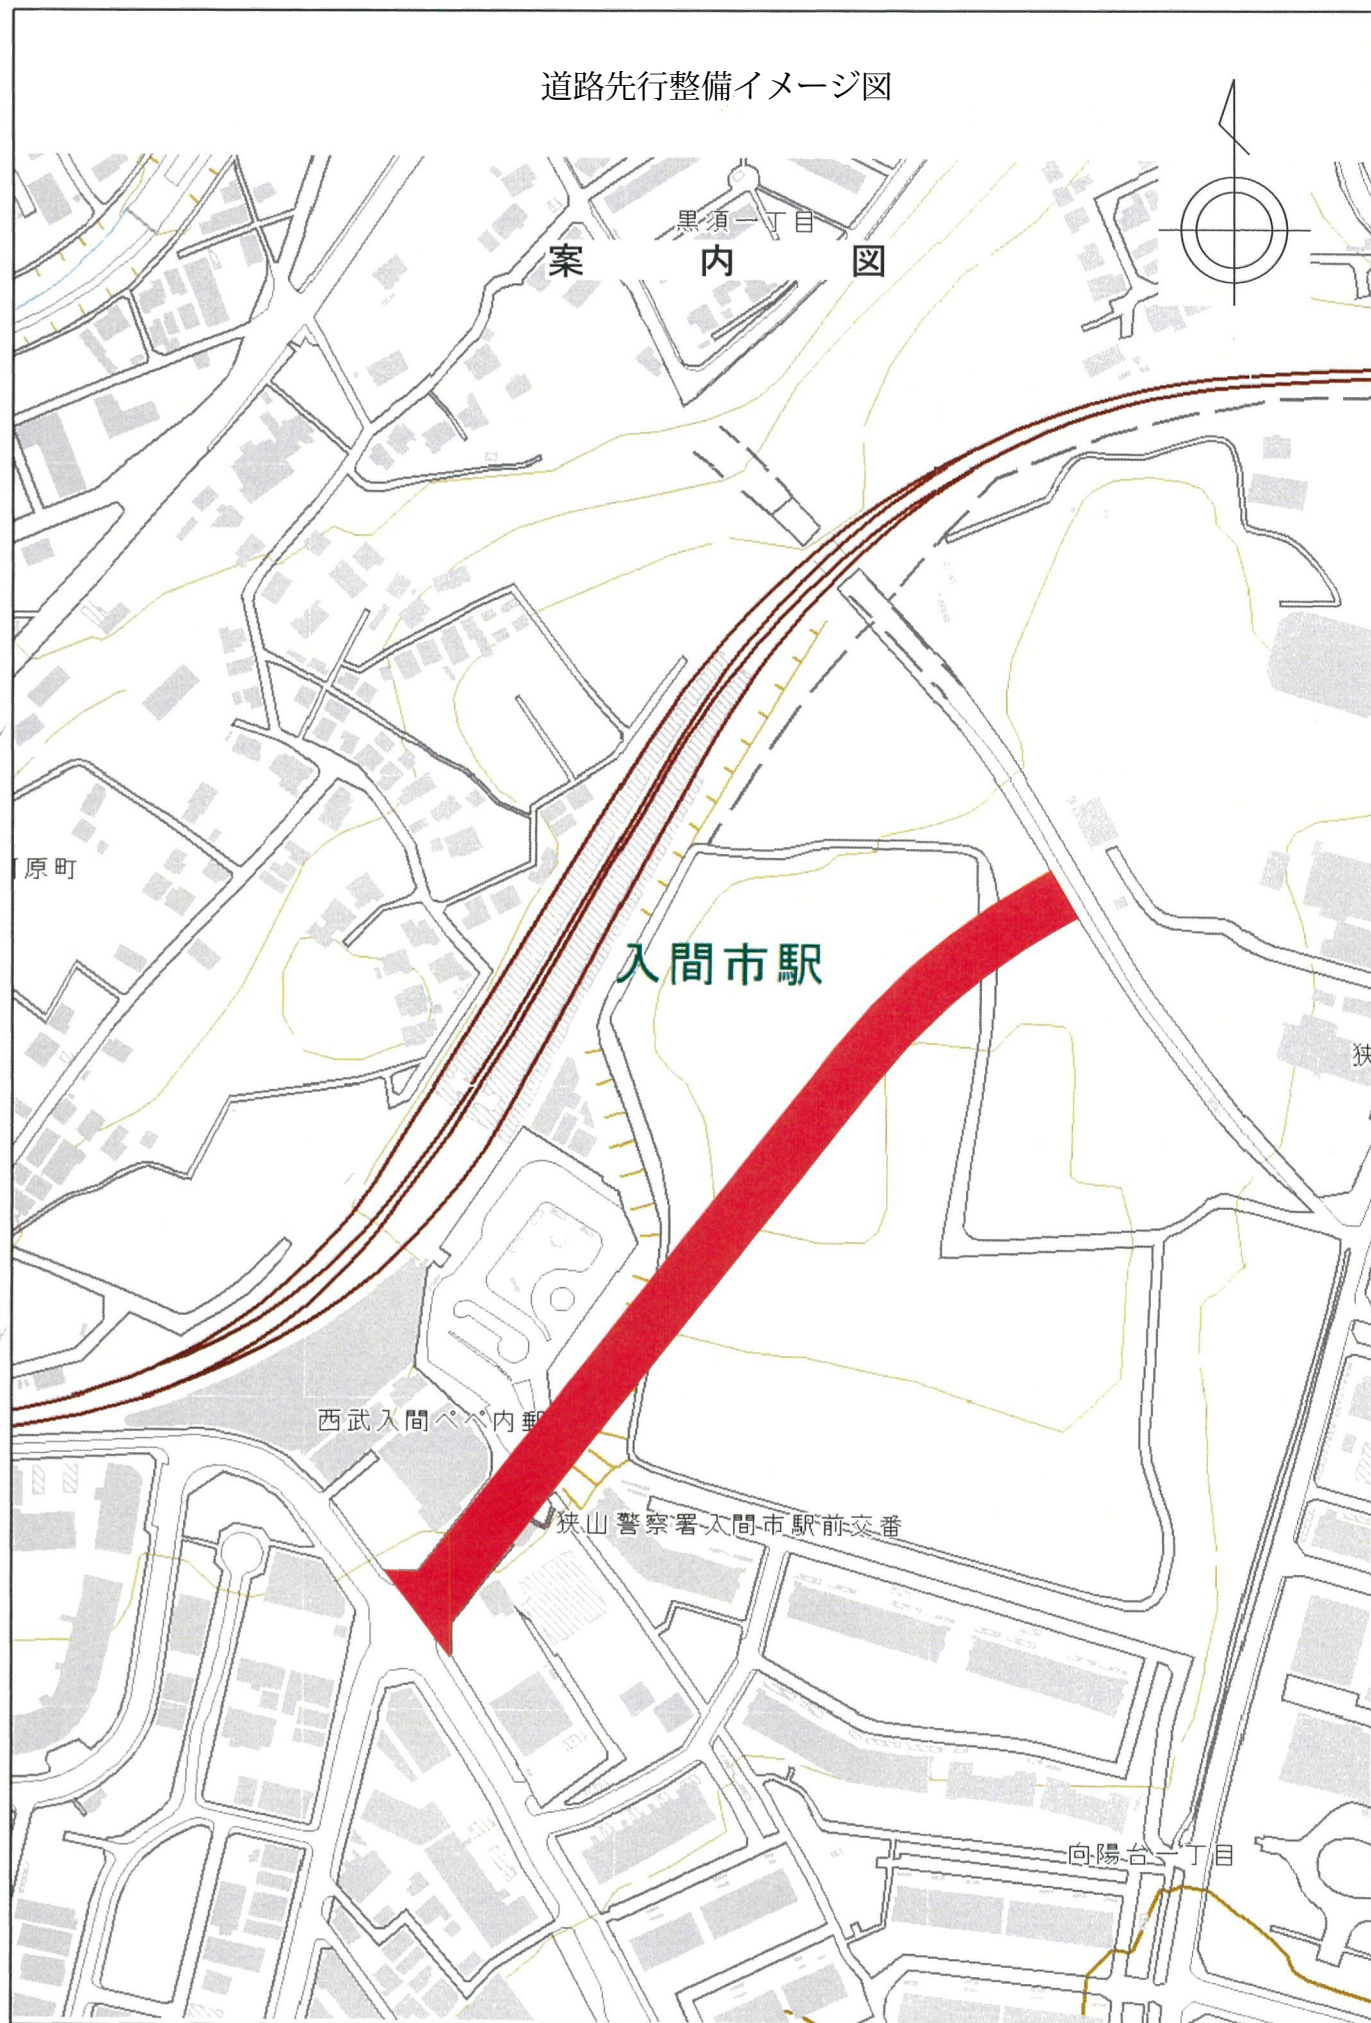 道路先行整備イメージ図
黒須一丁目
案内図
原町
入間市駅
狭
西武入間ペペ内郵
狭山警察署入間市駅前交番
向陽台一丁目